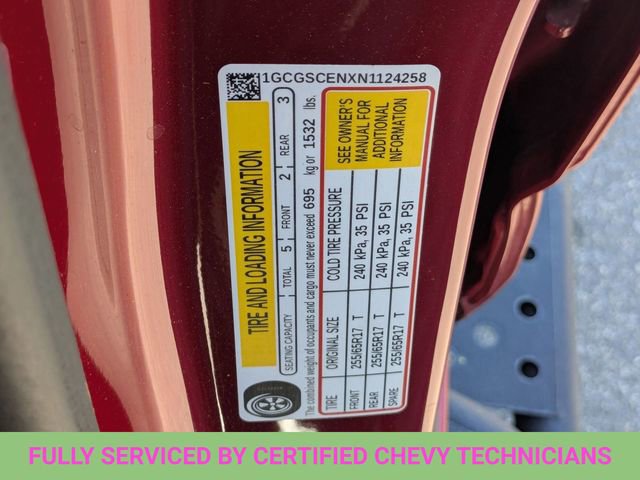 1GCGSCENXN1124258
TIRE AND LOADING INFORMATION
SEATING CAPACITY TOTAL 5 FRONT 2 REAR 3
The combined weight of occupants and cargo must never exceed 695 kg or 1532 lbs.
TIRE ORIGINAL SIZE COLD TIRE PRESSURE
FRONT 255/65R17 T 240 kPa, 35 PSI
REAR 255/65R17 T 240 kPa, 35 PSI
SPARE 255/65R17 T 240 kPa, 35 PSI
SEE OWNER'S
MANUAL FOR
ADDITIONAL
INFORMATION
FULLY SERVICED BY CERTIFIED CHEVY TECHNICIANS